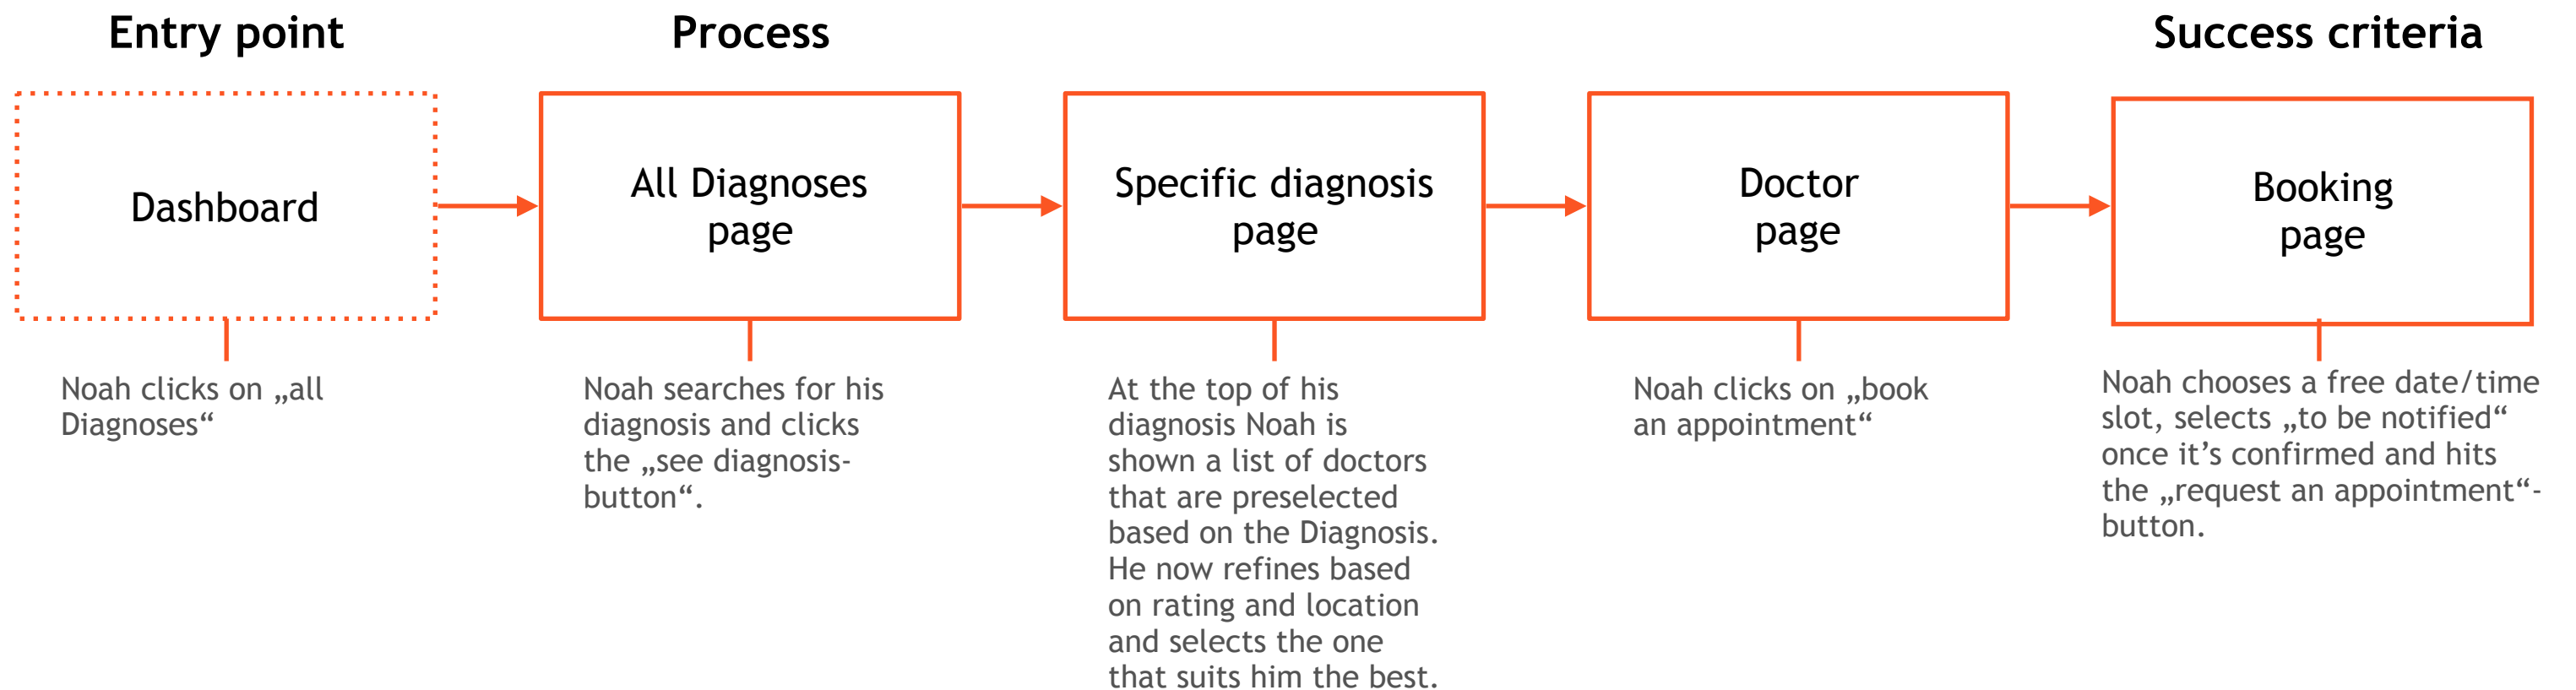 Entry point
Process
Success criteria
Dashboard
All Diagnoses
page
Specific diagnosis
page
Doctor
page
Booking
page
Noah clicks on „all
Diagnoses“
Noah searches for his
diagnosis and clicks
the „see diagnosis-
button“.
At the top of his
diagnosis Noah is
shown a list of doctors
that are preselected
based on the Diagnosis.
He now refines based
on rating and location
and selects the one
that suits him the best.
Noah clicks on „book
an appointment“
Noah chooses a free date/time
slot, selects „to be notified“
once it’s confirmed and hits
the „request an appointment“-
button.